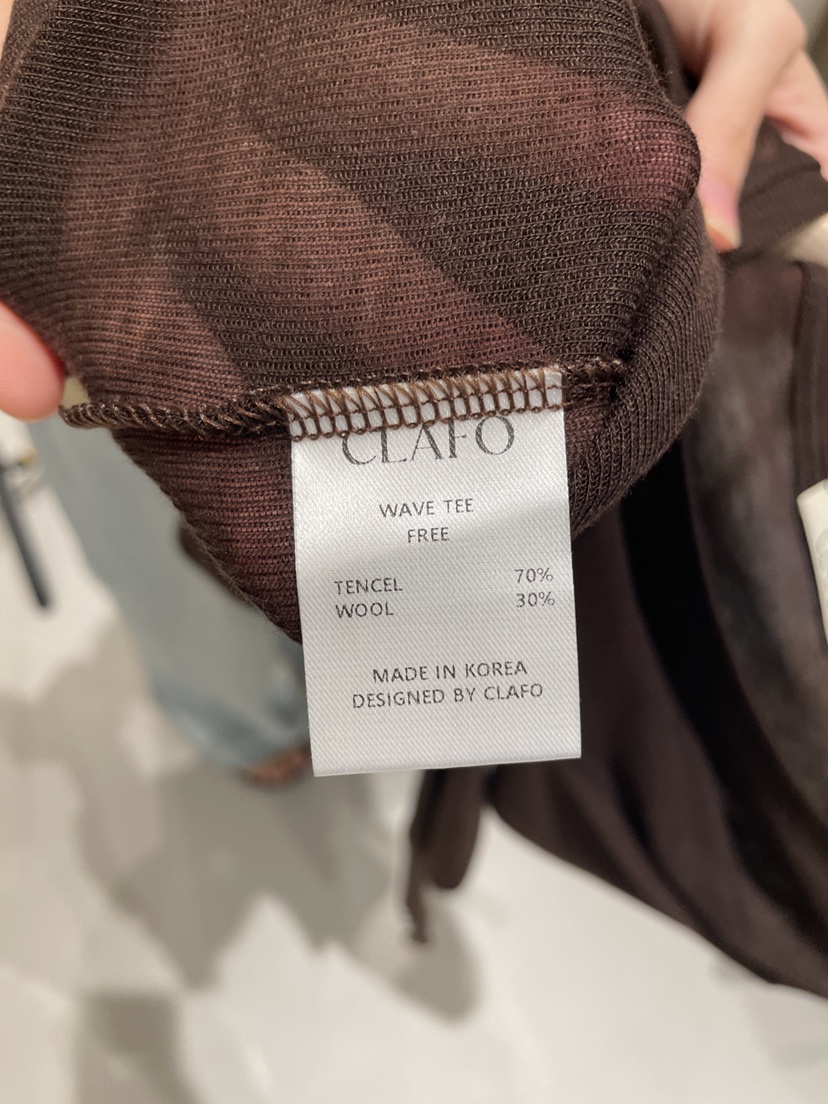 CLAFO
WAVE TEE
FREE
TENCEL 70%
WOOL 30%
MADE IN KOREA
DESIGNED BY CLAFO